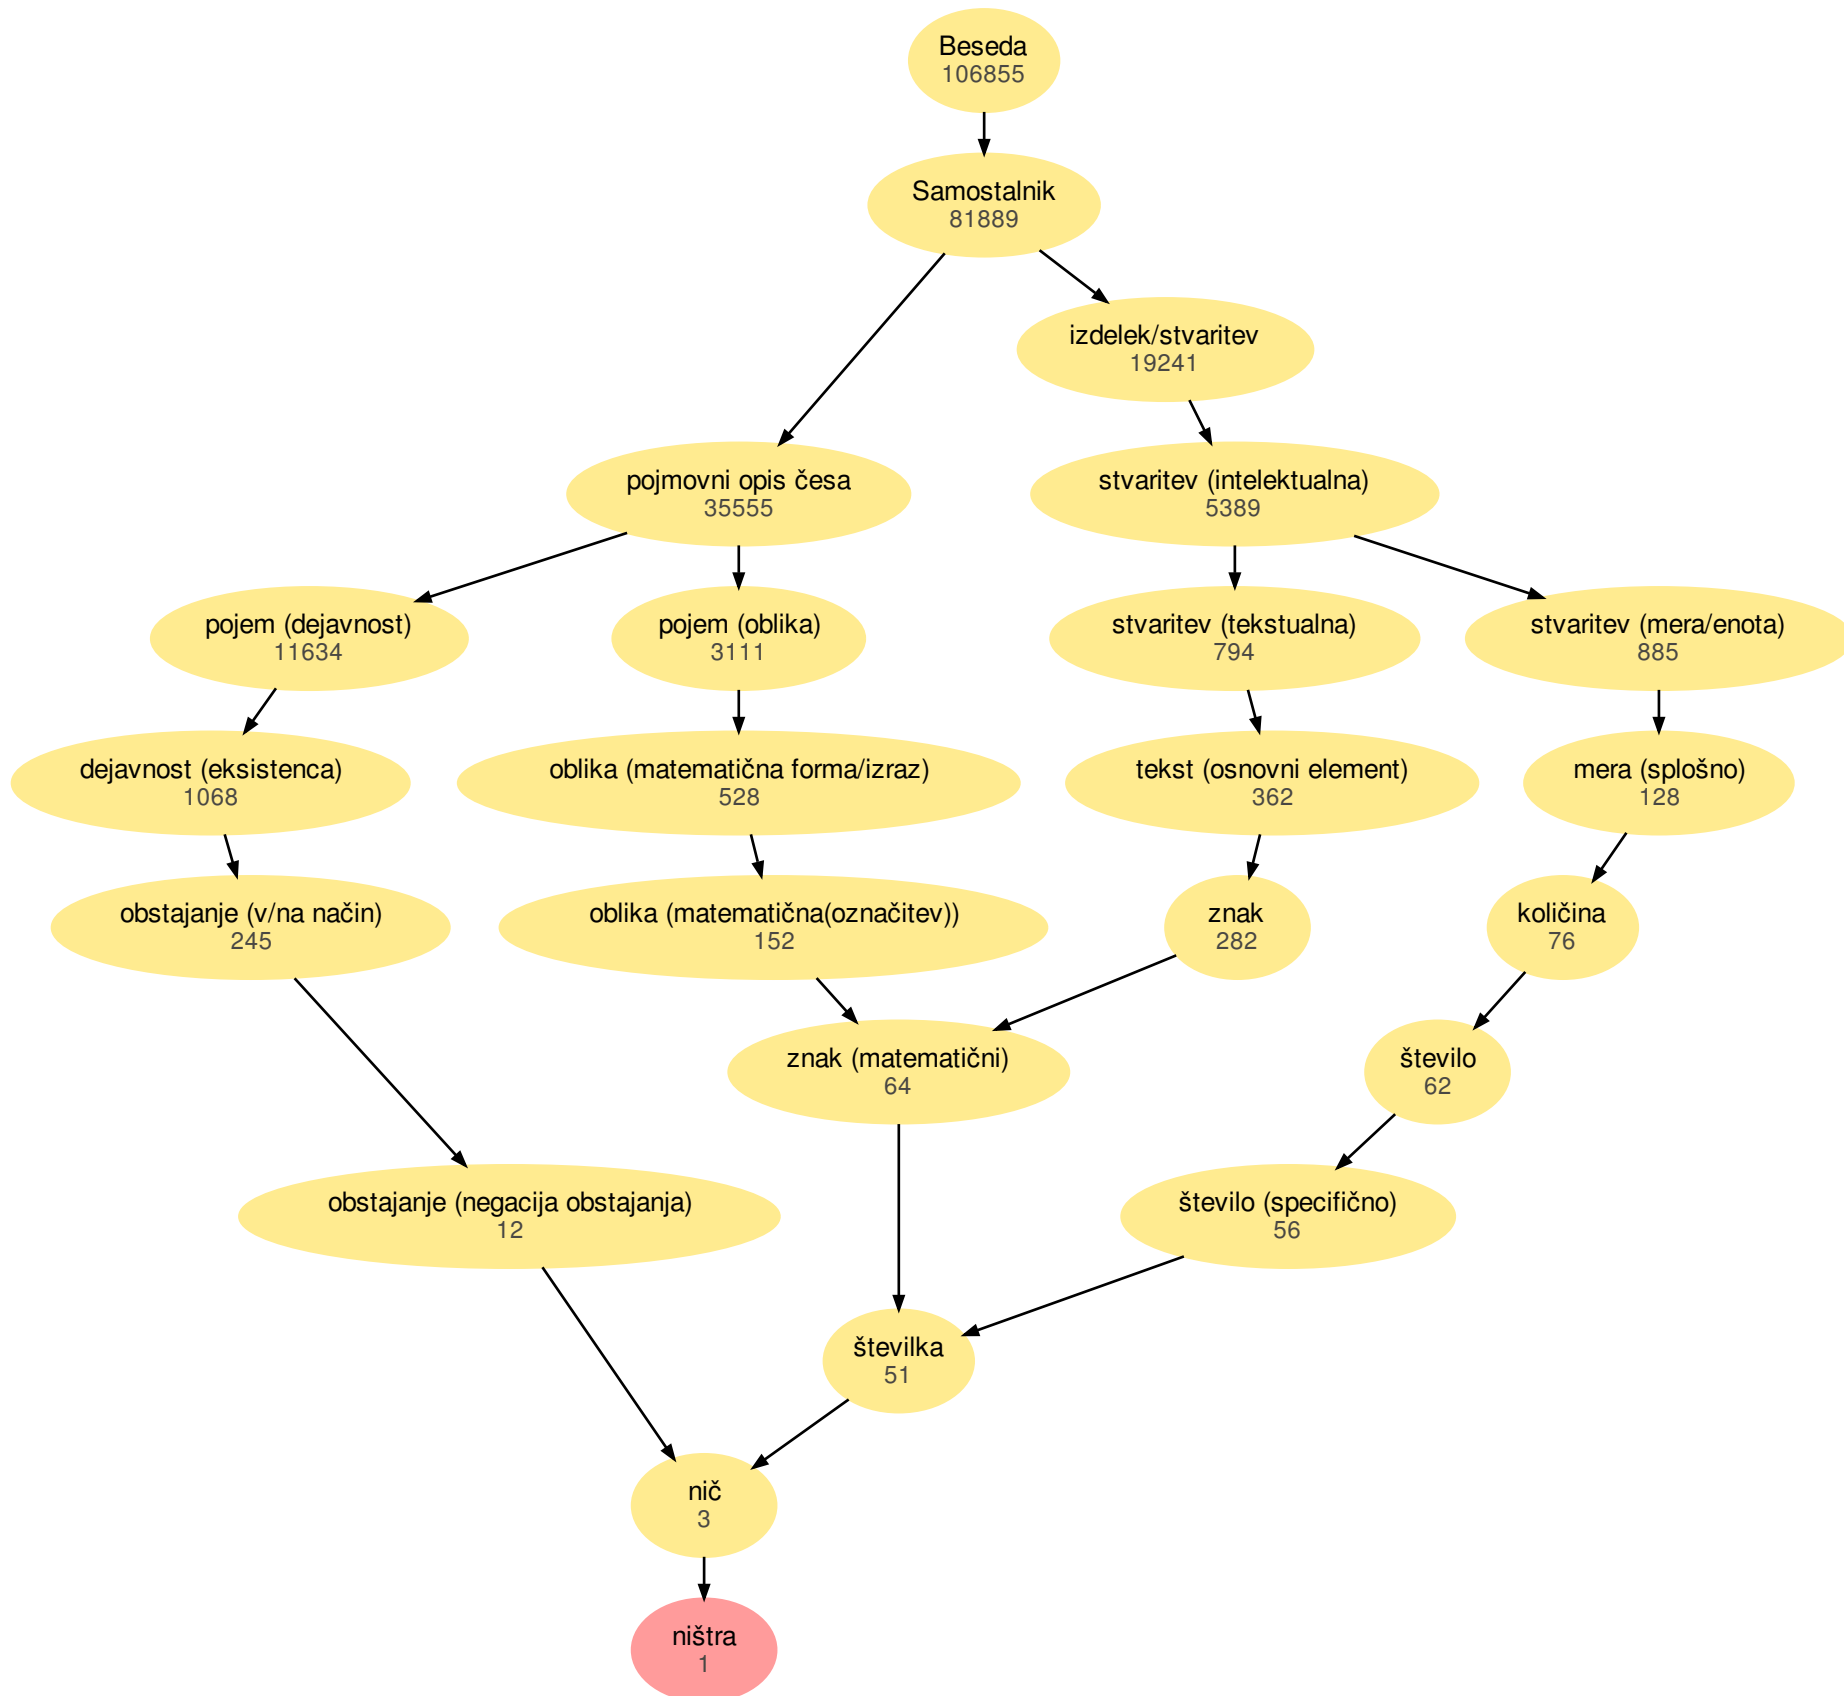 Beseda
106855
Samostalnik
81889
izdelek/stvaritev
19241
pojmovni opis česa
35555
stvaritev (intelektualna)
5389
pojem (dejavnost)
11634
pojem (oblika)
3111
stvaritev (tekstualna)
794
stvaritev (mera/enota)
885
dejavnost (eksistenca)
1068
oblika (matematična forma/izraz)
528
tekst (osnovni element)
362
mera (splošno)
128
obstajanje (v/na način)
245
oblika (matematična(označitev))
152
znak
282
količina
76
znak (matematični)
64
število
62
obstajanje (negacija obstajanja)
12
število (specifično)
56
številka
51
nič
3
ništra
1